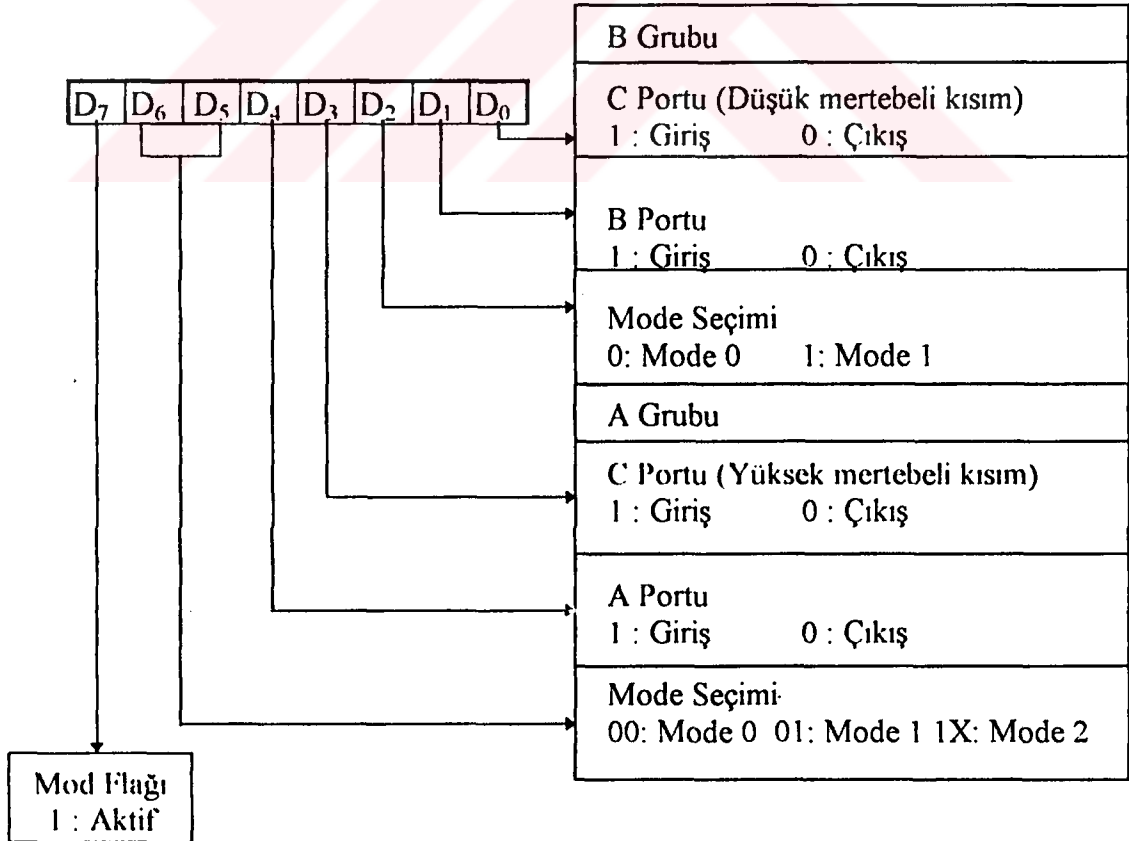 B Grubu
D₇ D₆ D₅ D₄ D₃ D₂ D₁ D₀
C Portu (Düşük mertebeli kısım)
1 : Giriş 0 : Çıkış
B Portu
1 : Giriş 0 : Çıkış
Mode Seçimi
0: Mode 0 1: Mode 1
A Grubu
C Portu (Yüksek mertebeli kısım)
1 : Giriş 0 : Çıkış
A Portu
1 : Giriş 0 : Çıkış
Mode Seçimi
00: Mode 0 01: Mode 1 1X: Mode 2
Mod Flağı
1 : Aktif